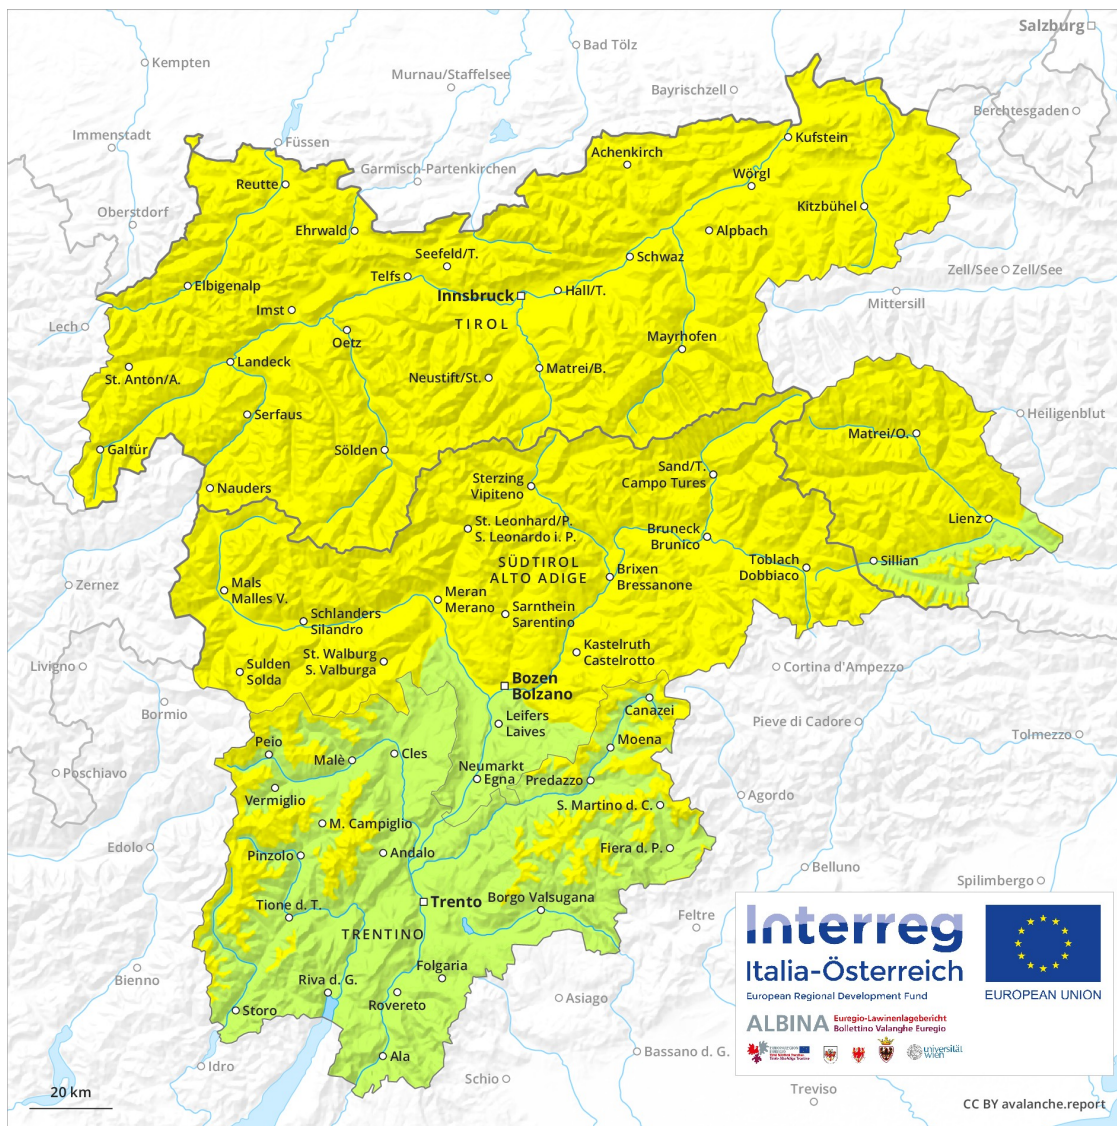 Salzburg
Bad Tölz
Kempten
Murnau/Staffelsee
Bayrischzell
Berchtesgaden
Immenstadt
Füssen
Kufstein
Achenkirch
Garmisch-Partenkirchen
Wörgl
Reutte
Kitzbühel
Oberstdorf
Ehrwald
Alpbach
Seefeld/T.
Schwaz
Telfs
Zell/See
Zell/See
Elbigenalp
Innsbruck
Hall/T.
Mittersill
Imst
TIROL
Lech
Oetz
Mayrhofen
Landeck
St. Anton/A.
Neustift/St.
Matrei/B.
Serfaus
Heiligenblut
Matrei/O.
Galtür
Sölden
Sand/T.
Campo Tures
Sterzing
Vipiteno
Nauders
St. Leonhard/P.
S. Leonardo i. P.
Lienz
Bruneck
Brunico
SÜDTIROL
ALTO ADIGE
Toblach
Dobbiaco
Sillian
Brixen
Bressanone
Zernez
Mals
Malles V.
Meran
Merano
Sarnthein
Sarentino
Schlanders
Silandro
Kastelruth
Castelrotto
St. Walburg
S. Valburga
Livigno
Sulden
Solda
Cortina d'Ampezzo
Bozen
Bolzano
Bormio
Canazei
Leifers
Laives
Pieve di Cadore
Tolmezzo
Peio
Moena
Malè
Cles
Neumarkt
Egna
Predazzo
Poschiavo
Vermiglio
Agordo
S. Martino d. C.
M. Campiglio
Edolo
Pinzolo
Andalo
Fiera d. P.
Belluno
Spilimbergo
Tione d. T.
Trento
Borgo Valsugana
Feltre
TRENTINO
Folgaria
Bienno
Riva d. G.
Asiago
Rovereto
Storo
Ala
Bassano d. G.
Idro
Schio
Treviso
20 km
Interreg
Italia-Österreich
European Regional Development Fund
EUROPEAN UNION
ALBINA
Euregio-Lawinenlagebericht
Bollettino Valanghe Euregio
universität
wien
CC BY avalanche.report